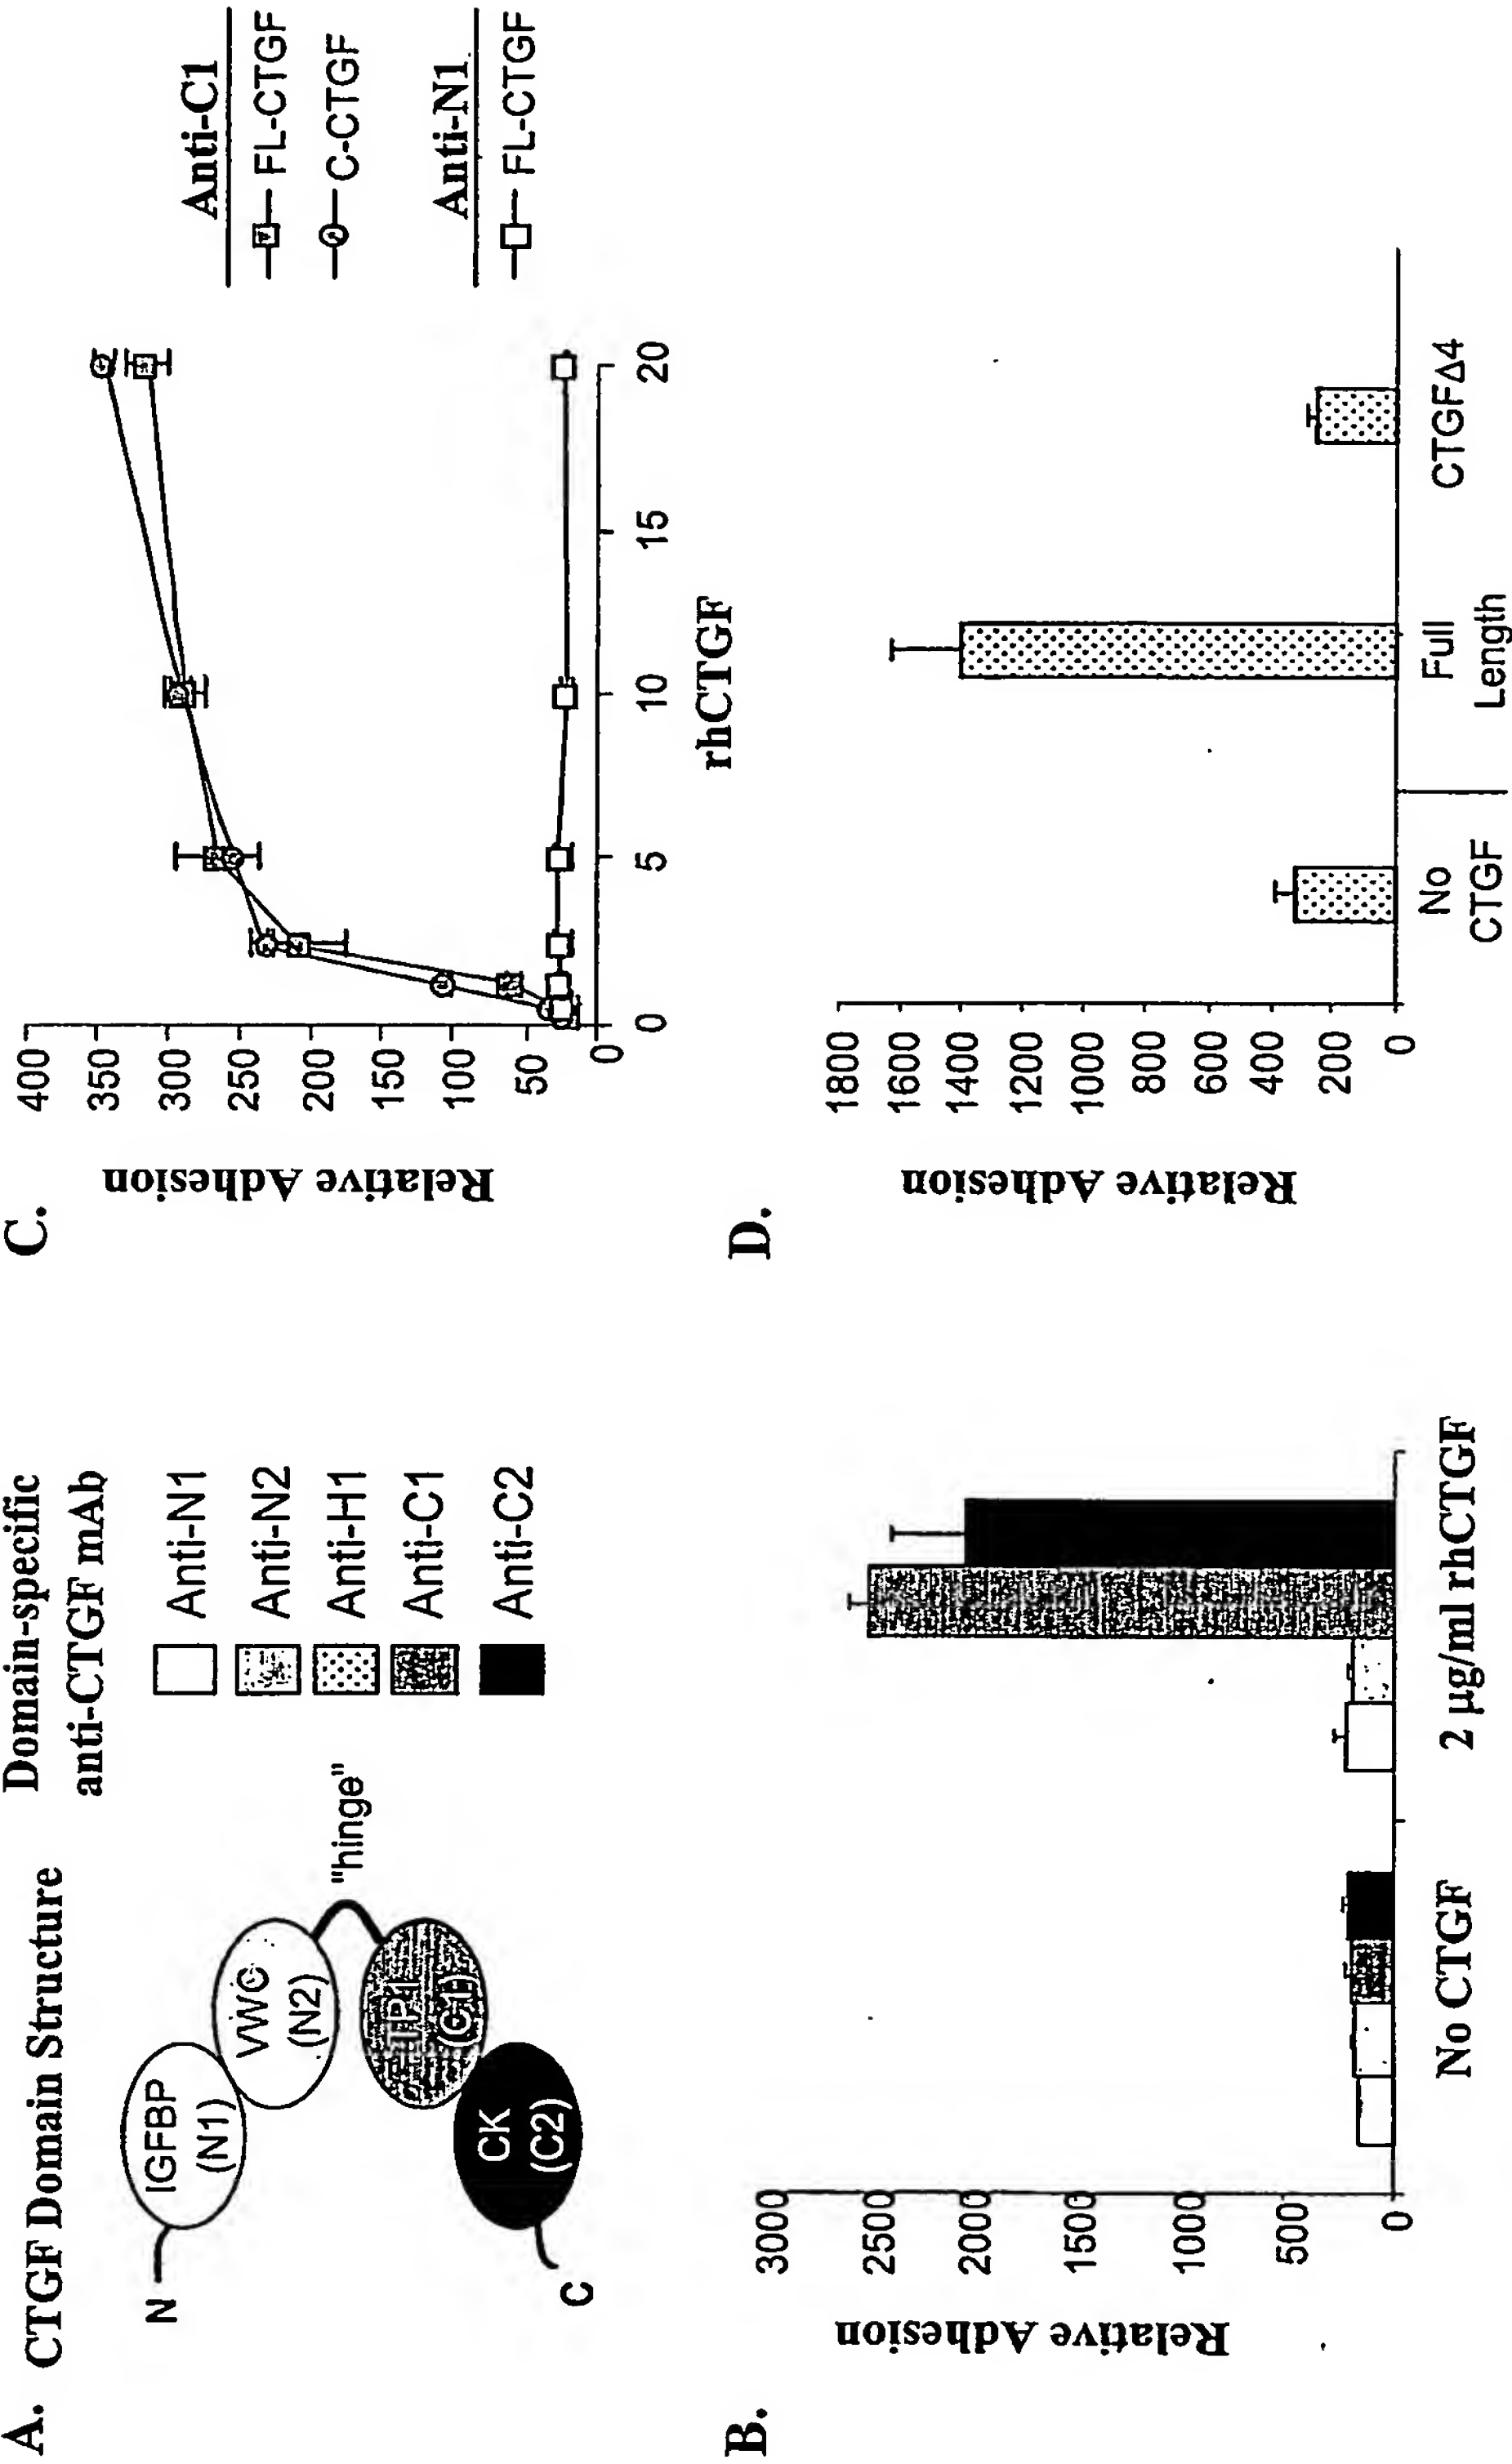 A. CTGF Domain Structure
Domain-specific
anti-CTGF mAb
N
IGFBP
(N1)
VWC
(N2)
"hinge"
TP1
(C1)
CK
(C2)
C
Anti-N1
Anti-N2
Anti-H1
Anti-C1
Anti-C2
B.
Relative Adhesion
3000
2500
2000
1500
1000
500
0
No CTGF
2 µg/ml rhCTGF
C.
Relative Adhesion
400
350
300
250
200
150
100
50
0
0
5
10
15
20
rhCTGF
Anti-C1
FL-CTGF
C-CTGF
Anti-N1
FL-CTGF
D.
Relative Adhesion
1800
1600
1400
1200
1000
800
600
400
200
0
No
CTGF
Full
Length
CTGFΔ4